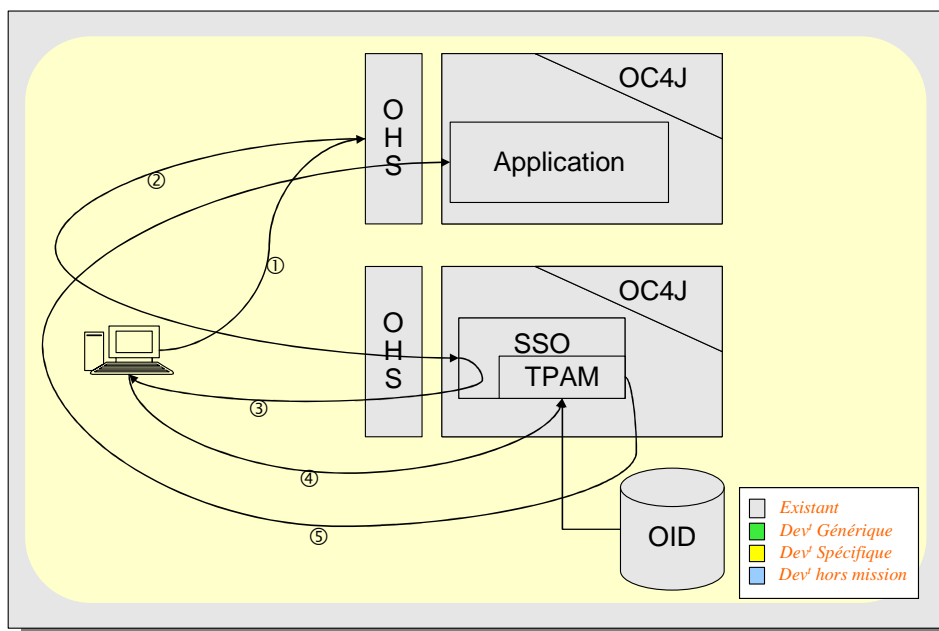 OC4J
O
H
S
Application
②
①
OC4J
O
H
S
SSO
TPAM
③
④
⑤
OID
Existant
Devᵗ Générique
Devᵗ Spécifique
Devᵗ hors mission